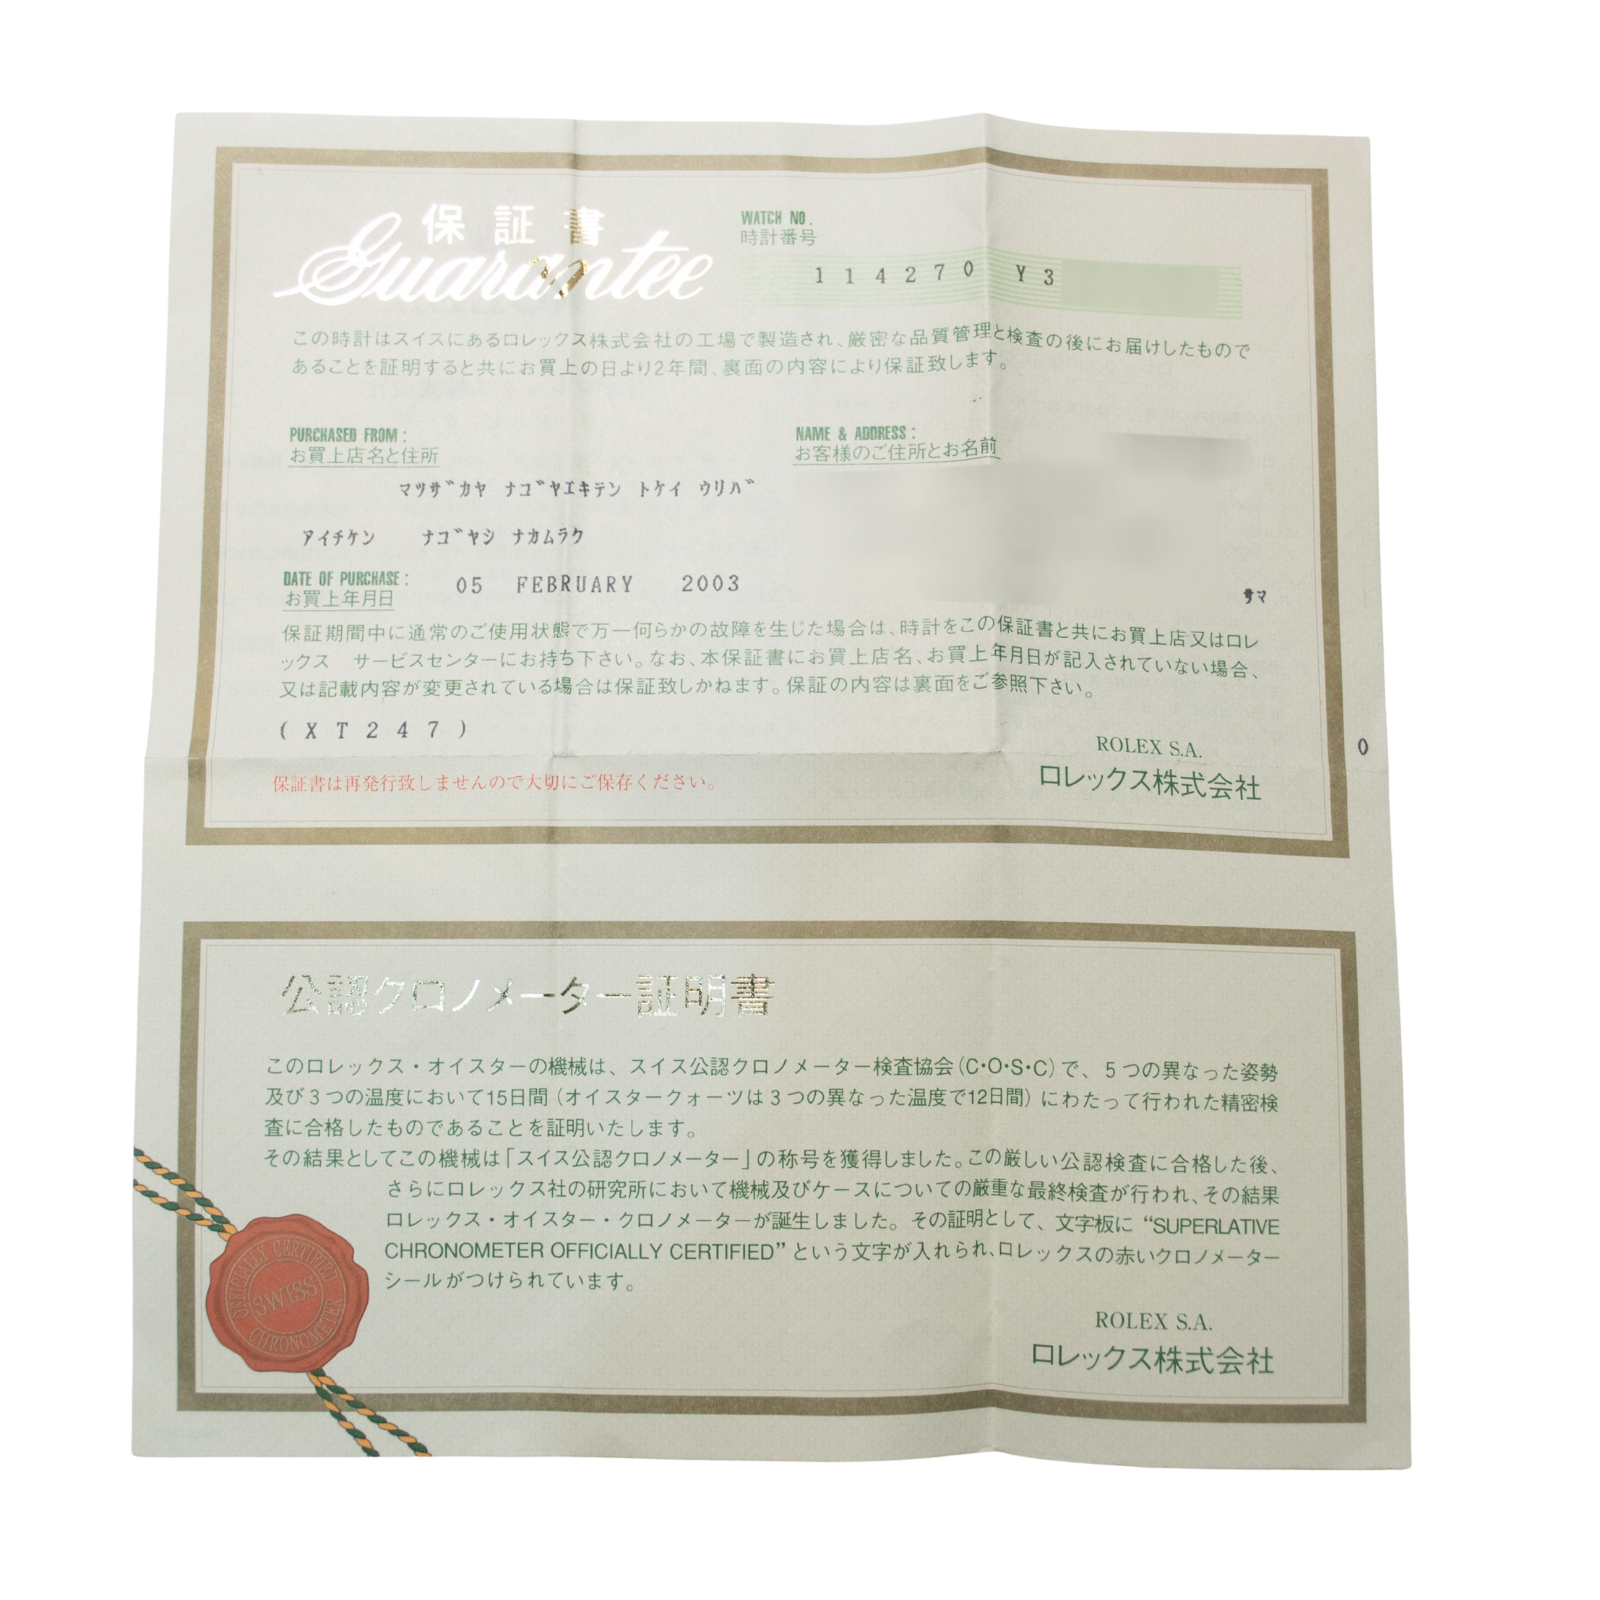 保証書
Guarantee
WATCH NO.
時計番号
114270 Y3
この時計はスイスにあるロレックス株式会社の工場で製造され、厳密な品質管理と検査の後にお届けしたもので
あることを証明すると共にお買上の日より2年間、裏面の内容により保証致します。
PURCHASED FROM:
お買上店名と住所
マツザカヤ ナゴヤエキテン トケイ ウリバ
アイチケン ナゴヤシ ナカムラク
NAME & ADDRESS:
お客様のご住所とお名前
サマ
DATE OF PURCHASE:
お買上年月日
05 FEBRUARY 2003
保証期間中に通常のご使用状態で万一何らかの故障を生じた場合は、時計をこの保証書と共にお買上店又はロレ
ックス サービスセンターにお持ち下さい。なお、本保証書にお買上店名、お買上年月日が記入されていない場合、
又は記載内容が変更されている場合は保証致しかねます。保証の内容は裏面をご参照下さい。
(XT247)
ROLEX S.A.
ロレックス株式会社
0
保証書は再発行致しませんので大切にご保存ください。
公認クロノメーター証明書
このロレックス・オイスターの機械は、スイス公認クロノメーター検査協会(C・O・S・C)で、5つの異なった姿勢
及び3つの温度において15日間(オイスタークォーツは3つの異なった温度で12日間)にわたって行われた精密検
査に合格したものであることを証明いたします。
その結果としてこの機械は「スイス公認クロノメーター」の称号を獲得しました。この厳しい公認検査に合格した後、
さらにロレックス社の研究所において機械及びケースについての厳重な最終検査が行われ、その結果
ロレックス・オイスター・クロノメーターが誕生しました。その証明として、文字板に“SUPERLATIVE
CHRONOMETER OFFICIALLY CERTIFIED”という文字が入れられ、ロレックスの赤いクロノメーター
シールがつけられています。
OFFICIALLY CERTIFIED
SWISS
CHRONOMETER
ROLEX S.A.
ロレックス株式会社